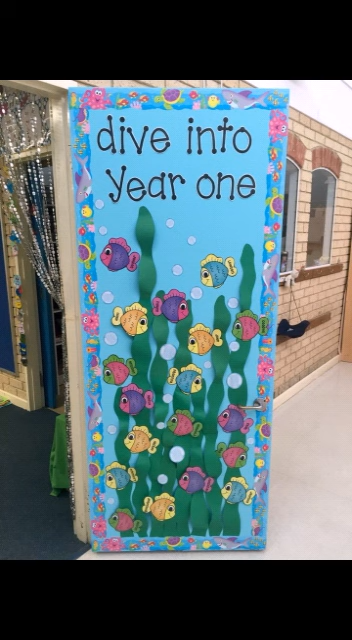 dive into
year one